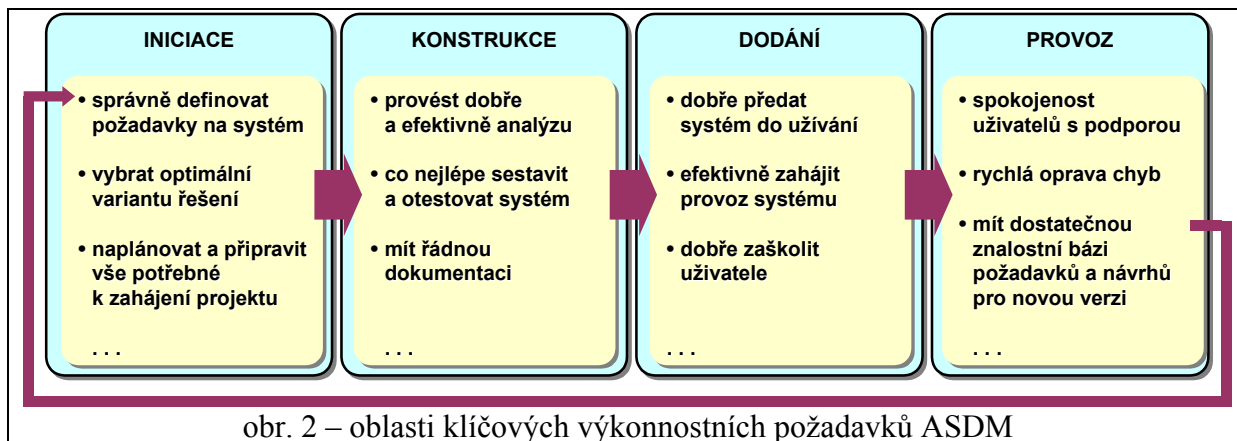 INICIACE
• správně definovat
požadavky na systém
• vybrat optimální
variantu řešení
• naplánovat a připravit
vše potřebné
k zahájení projektu
. . .
KONSTRUKCE
• provést dobře
a efektivně analýzu
• co nejlépe sestavit
a otestovat systém
• mít řádnou
dokumentaci
. . .
DODÁNÍ
• dobře předat
systém do užívání
• efektivně zahájit
provoz systému
• dobře zaškolit
uživatele
. . .
PROVOZ
• spokojenost
uživatelů s podporou
• rychlá oprava chyb
• mít dostatečnou
znalostní bázi
požadavků a návrhů
pro novou verzi
. . .
obr. 2 – oblasti klíčových výkonnostních požadavků ASDM